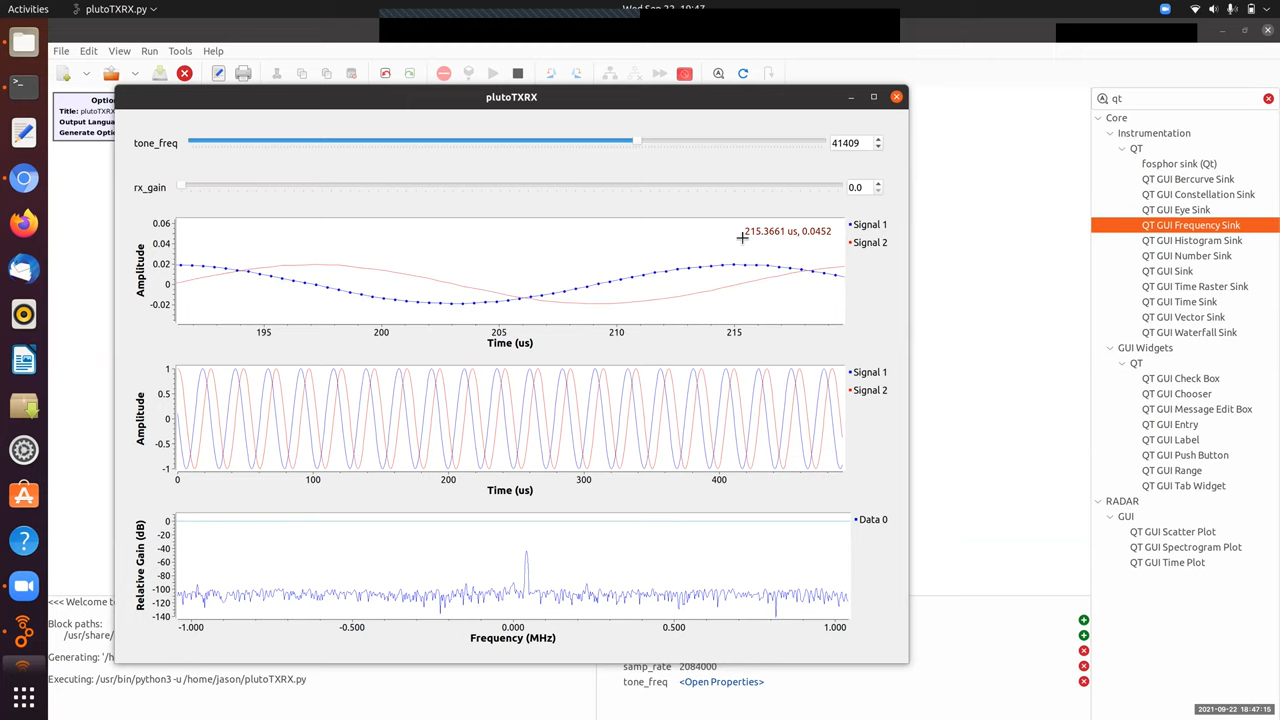 Activities plutoTXRX.py
File Edit View Run Tools Help
Title: plutoTXRX
plutoTXRX
tone_freq 41409
rx_gain 0.0
215.3661 us, 0.0452
Signal 1
Signal 2
0.06
0.04
0.02
0
-0.02
Amplitude
195 200 205 210 215
Time (us)
Signal 1
Signal 2
1
0.5
0
-0.5
-1
Amplitude
0 100 200 300 400
Time (us)
Data 0
0
-20
-40
-60
-80
-100
-120
-140
Relative Gain (dB)
-1.000 -0.500 0.000 0.500 1.000
Frequency (MHz)
<<< Welcome to
Block paths:
/usr/share/
Generating: '/h
Executing: /usr/bin/python3 -u /home/jason/plutoTXRX.py
samp_rate 2084000
tone_freq <Open Properties>
qt
Core
Instrumentation
QT
fosphor sink (Qt)
QT GUI Bercurve Sink
QT GUI Constellation Sink
QT GUI Eye Sink
QT GUI Frequency Sink
QT GUI Histogram Sink
QT GUI Number Sink
QT GUI Sink
QT GUI Time Raster Sink
QT GUI Time Sink
QT GUI Vector Sink
QT GUI Waterfall Sink
GUI Widgets
QT
QT GUI Check Box
QT GUI Chooser
QT GUI Message Edit Box
QT GUI Entry
QT GUI Label
QT GUI Push Button
QT GUI Range
QT GUI Tab Widget
RADAR
GUI
QT GUI Scatter Plot
QT GUI Spectrogram Plot
QT GUI Time Plot
2021-09-22 18:47:15